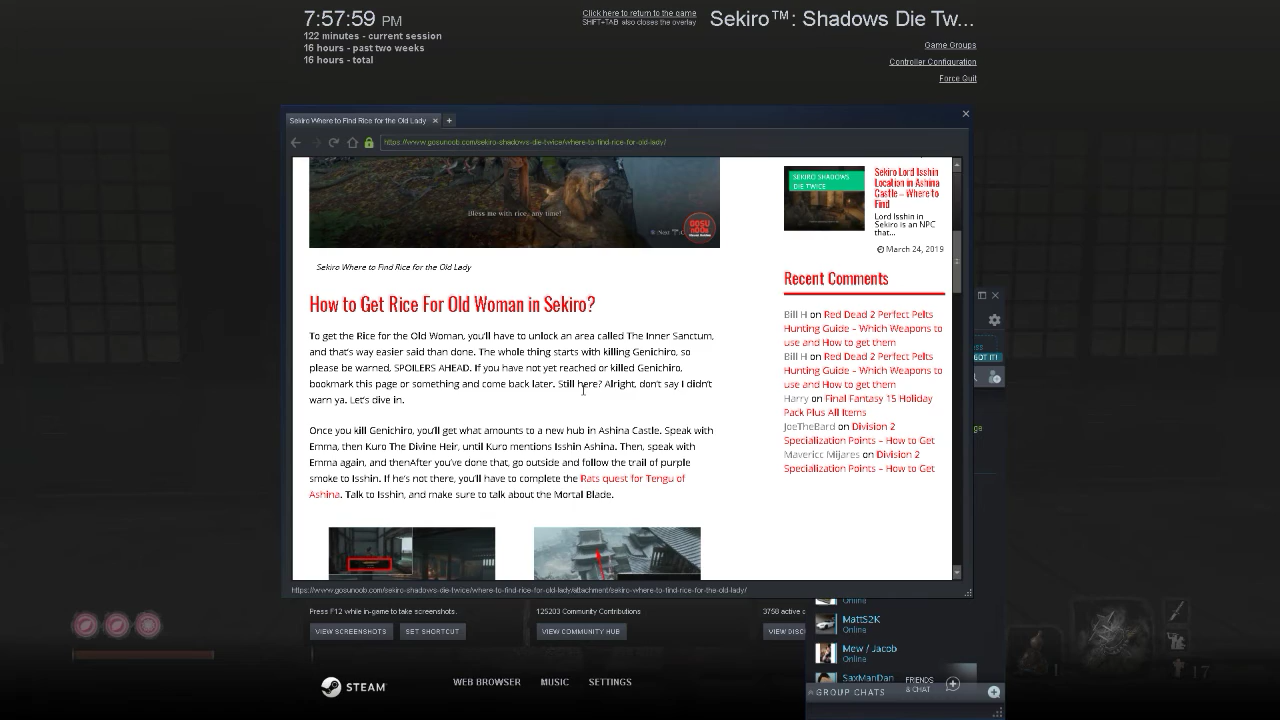 7:57:59 PM
122 minutes - current session
16 hours - past two weeks
16 hours - total
Click here to return to the game
SHIFT+TAB also closes the overlay
Sekiro™: Shadows Die Tw...
Game Groups
Controller Configuration
Force Quit
Sekiro Where to Find Rice for the Old Lady
https://www.gosunoob.com/sekiro-shadows-die-twice/where-to-find-rice-for-old-lady/
Bless me with rice, any time!
GOSU
Sekiro Where to Find Rice for the Old Lady
How to Get Rice For Old Woman in Sekiro?
To get the Rice for the Old Woman, you'll have to unlock an area called The Inner Sanctum,
and that's way easier said than done. The whole thing starts with killing Genichiro, so
please be warned, SPOILERS AHEAD. If you have not yet reached or killed Genichiro,
bookmark this page or something and come back later. Still here? Alright, don't say I didn't
warn ya. Let's dive in.
Once you kill Genichiro, you'll get what amounts to a new hub in Ashina Castle. Speak with
Emma, then Kuro The Divine Heir, until Kuro mentions Isshin Ashina. Then, speak with
Emma again, and thenAfter you've done that, go outside and follow the trail of purple
smoke to Isshin. If he's not there, you'll have to complete the Rats quest for Tengu of
Ashina. Talk to Isshin, and make sure to talk about the Mortal Blade.
SEKIRO SHADOWS
DIE TWICE
Sekiro Lord Isshin
Location in Ashina
Castle – Where to
Find
Lord Isshin in
Sekiro is an NPC
that...
March 24, 2019
Recent Comments
Bill H on Red Dead 2 Perfect Pelts
Hunting Guide – Which Weapons to
use and How to get them
Bill H on Red Dead 2 Perfect Pelts
Hunting Guide – Which Weapons to
use and How to get them
Harry on Final Fantasy 15 Holiday
Pack Plus All Items
JoeTheBard on Division 2
Specialization Points – How to Get
Mavericc Mijares on Division 2
Specialization Points – How to Get
GOT IT!
https://www.gosunoob.com/sekiro-shadows-die-twice/where-to-find-rice-for-old-lady/attachment/sekiro-where-to-find-rice-for-the-old-lady/
Press F12 while in-game to take screenshots.
VIEW SCREENSHOTS
SET SHORTCUT
125203 Community Contributions
VIEW COMMUNITY HUB
3758 active
VIEW DISC
Online
MattS2K
Online
Mew / Jacob
Online
SaxManDan
GROUP CHATS
FRIENDS
& CHAT
17
STEAM
WEB BROWSER
MUSIC
SETTINGS